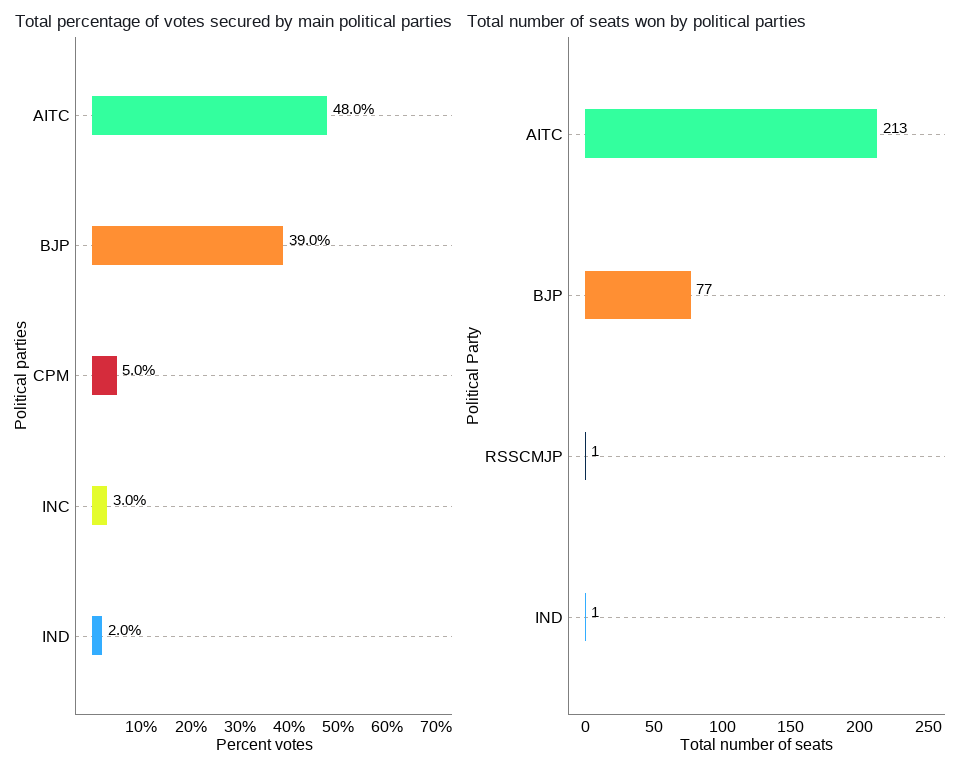 Total percentage of votes secured by main political parties
AITC
48.0%
BJP
39.0%
CPM
5.0%
INC
3.0%
IND
2.0%
Political parties
10% 20% 30% 40% 50% 60% 70%
Percent votes
Total number of seats won by political parties
AITC
213
BJP
77
RSSCMJP
1
IND
1
Political Party
0 50 100 150 200 250
Total number of seats